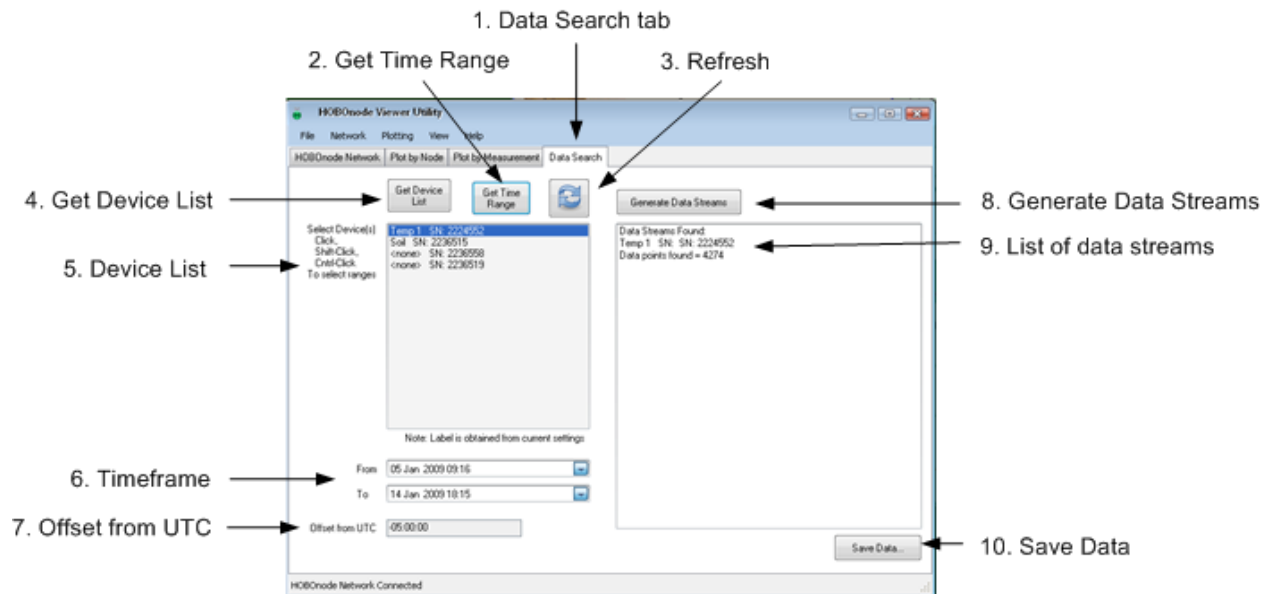 1. Data Search tab
2. Get Time Range
3. Refresh
HOBOnode Viewer Utility
File Network Plotting View Help
HOBOnode Network Plot by Node Plot by Measurement Data Search
4. Get Device List
Get Device
List
Get Time
Range
Generate Data Streams
8. Generate Data Streams
Select Device(s)
Click,
Shift-Click,
Cntrl-Click
To select ranges
5. Device List
Temp 1 SN: 2224552
Soil SN: 2236515
<none> SN: 2236558
<none> SN: 2236519
Data Streams Found:
Temp 1 SN: SN: 2224552
Data points found = 4274
9. List of data streams
Note: Label is obtained from current settings
6. Timeframe
From 05 Jan 2009 09:16
To 14 Jan 2009 18:15
7. Offset from UTC
Offset from UTC -05:00:00
Save Data...
10. Save Data
HOBOnode Network Connected